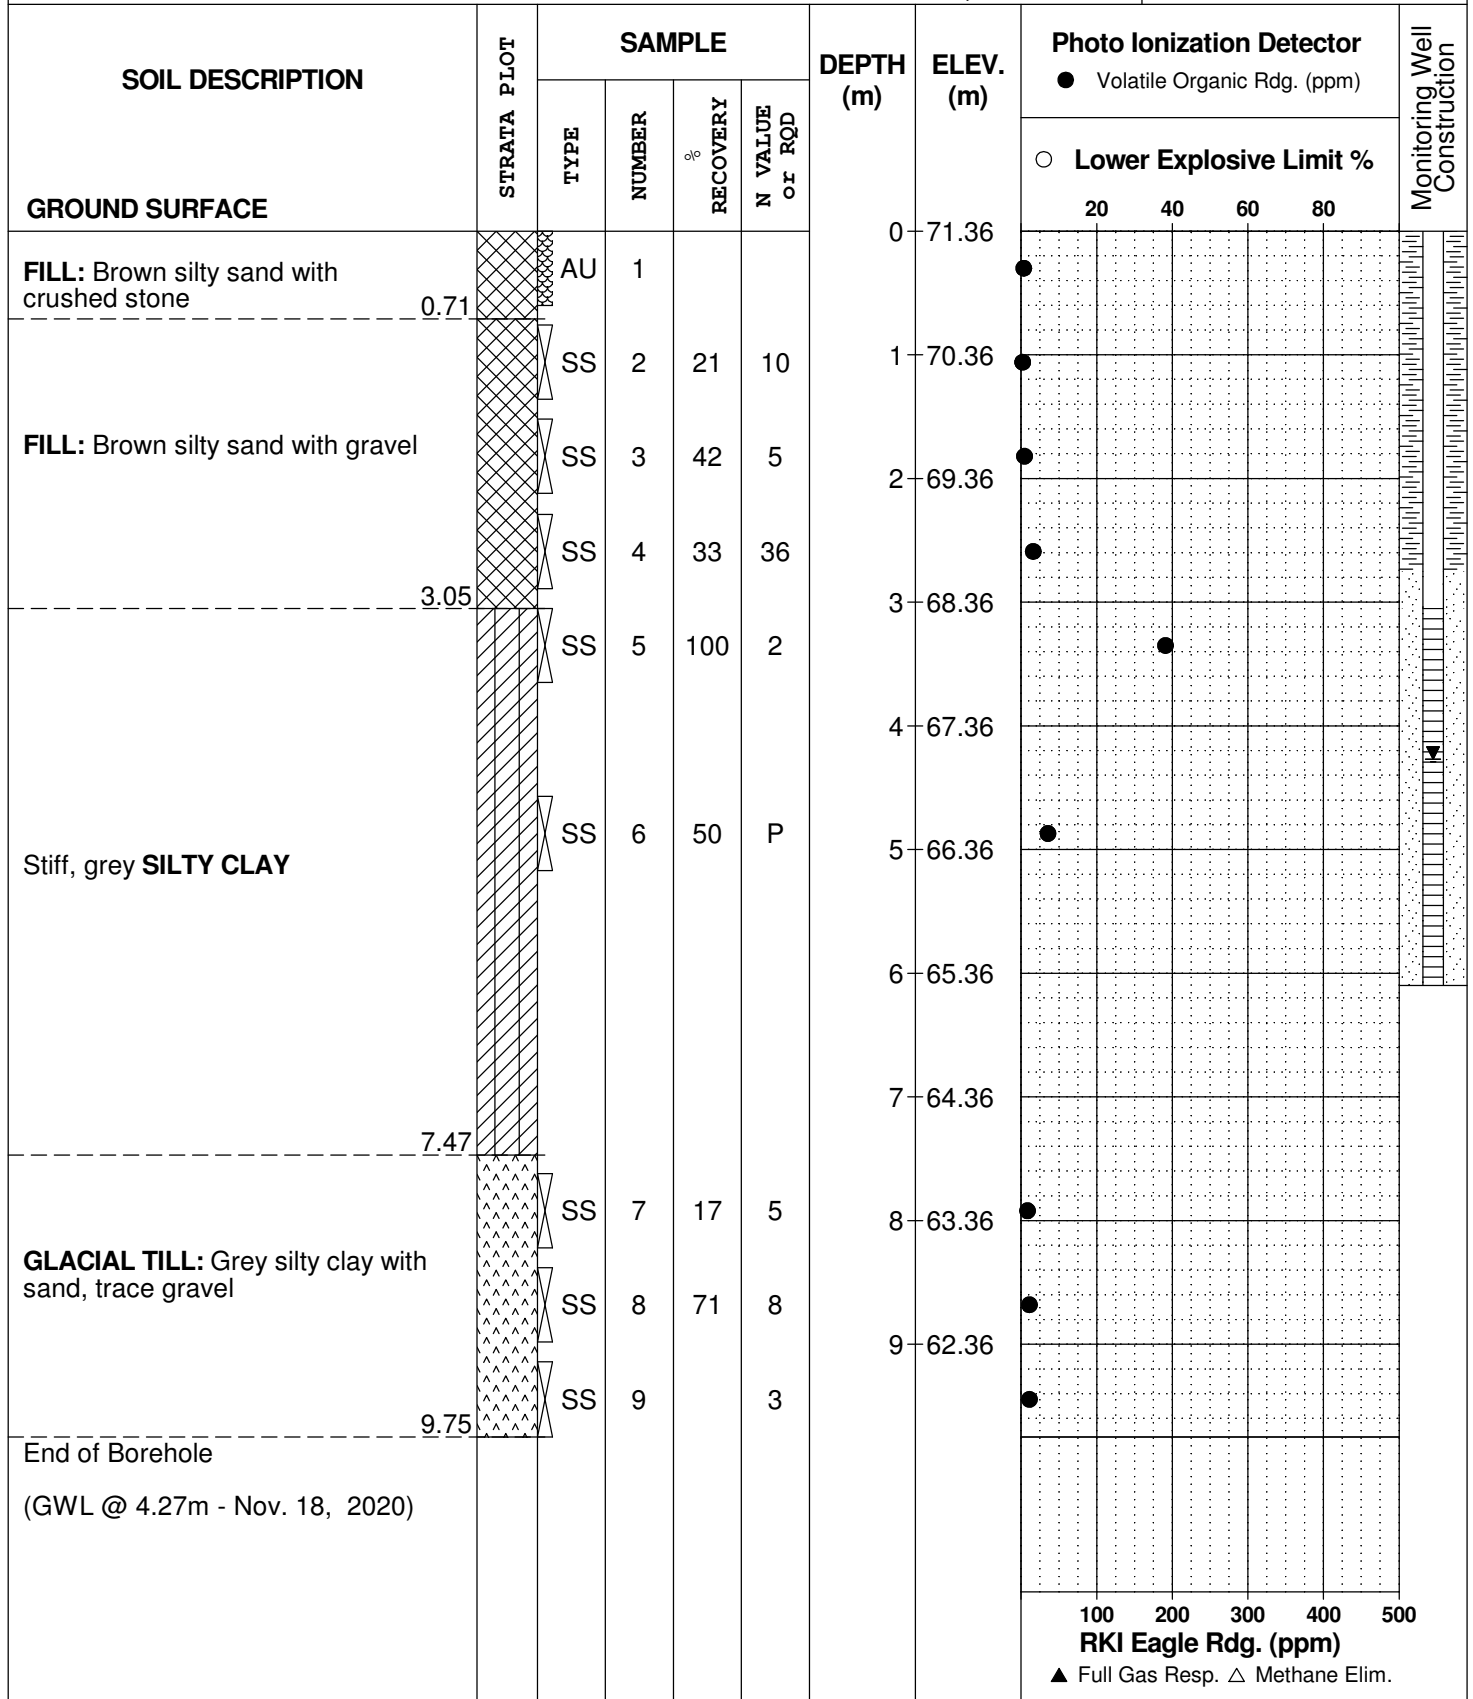 SOIL DESCRIPTION
GROUND SURFACE
STRATA PLOT
SAMPLE
TYPE
NUMBER
%
RECOVERY
N VALUE
or RQD
DEPTH
(m)
ELEV.
(m)
Photo Ionization Detector
● Volatile Organic Rdg. (ppm)
○ Lower Explosive Limit %
20 40 60 80
Monitoring Well
Construction
0 71.36
FILL: Brown silty sand with
crushed stone
0.71
AU 1
SS 2 21 10
1 70.36
FILL: Brown silty sand with gravel
SS 3 42 5
2 69.36
SS 4 33 36
3.05
3 68.36
SS 5 100 2
4 67.36
SS 6 50 P
5 66.36
Stiff, grey SILTY CLAY
6 65.36
7 64.36
7.47
SS 7 17 5
8 63.36
GLACIAL TILL: Grey silty clay with
sand, trace gravel
SS 8 71 8
9 62.36
SS 9 3
9.75
End of Borehole
(GWL @ 4.27m - Nov. 18, 2020)
100 200 300 400 500
RKI Eagle Rdg. (ppm)
▲ Full Gas Resp. △ Methane Elim.